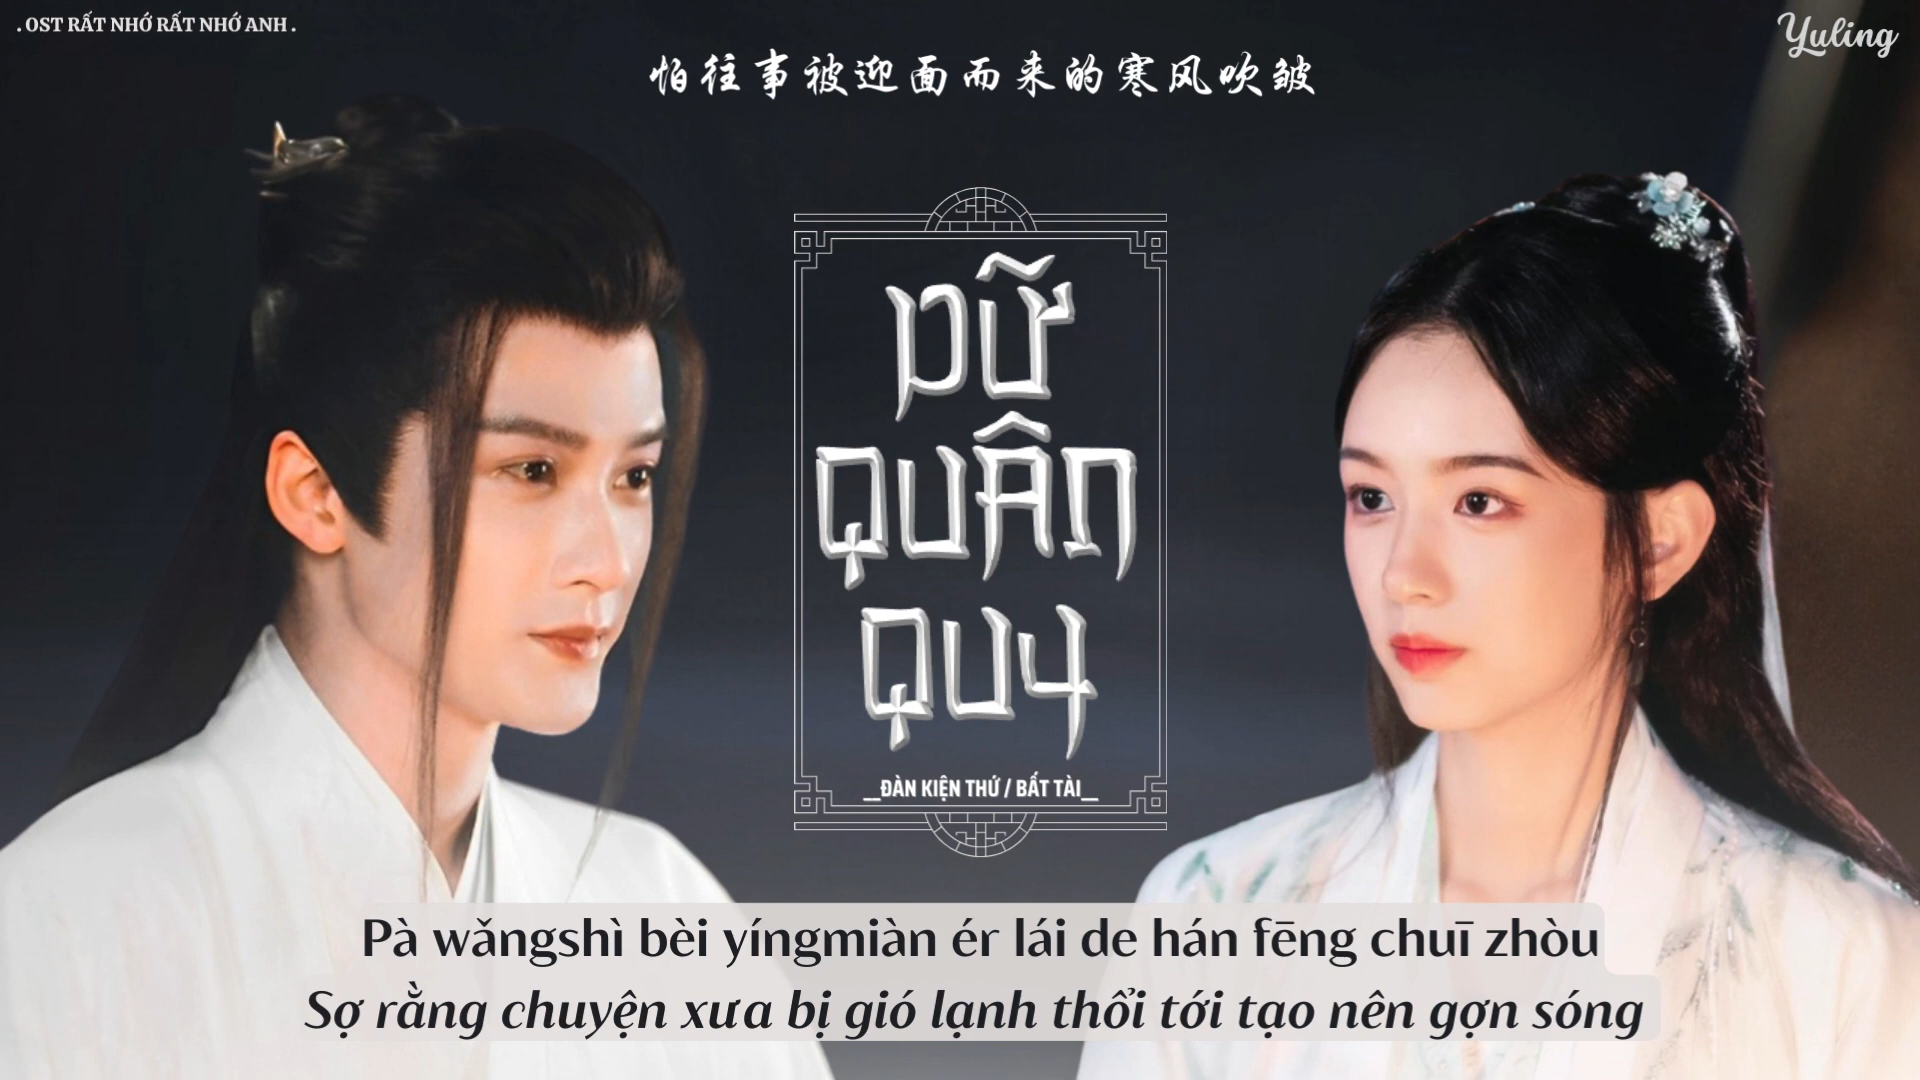 . OST RẤT NHỚ RẤT NHỚ ANH .
Yuling
怕往事被迎面而来的寒风吹皱
DỮ
QUÂN
QUY
__ĐÀN KIỆN THỨ / BẤT TÀI__
Pà wǎngshì bèi yíngmiàn ér lái de hán fēng chuī zhòu
Sợ rằng chuyện xưa bị gió lạnh thổi tới tạo nên gợn sóng